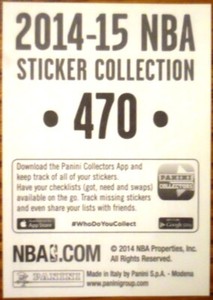 2014-15 NBA
STICKER COLLECTION
• 470 •
Download the Panini Collectors App and
keep track of all of your stickers.
Have your checklists (got, need and swaps)
available on the go. Track missing stickers
and even share your lists with friends.
PANINI
COLLECTORS
App Store
#WhoDoYouCollect
Google play
NBA.COM
© 2014 NBA Properties, Inc.
All Rights Reserved.
PANINI
Made in Italy by Panini S.p.A. - Modena
www.paninigroup.com